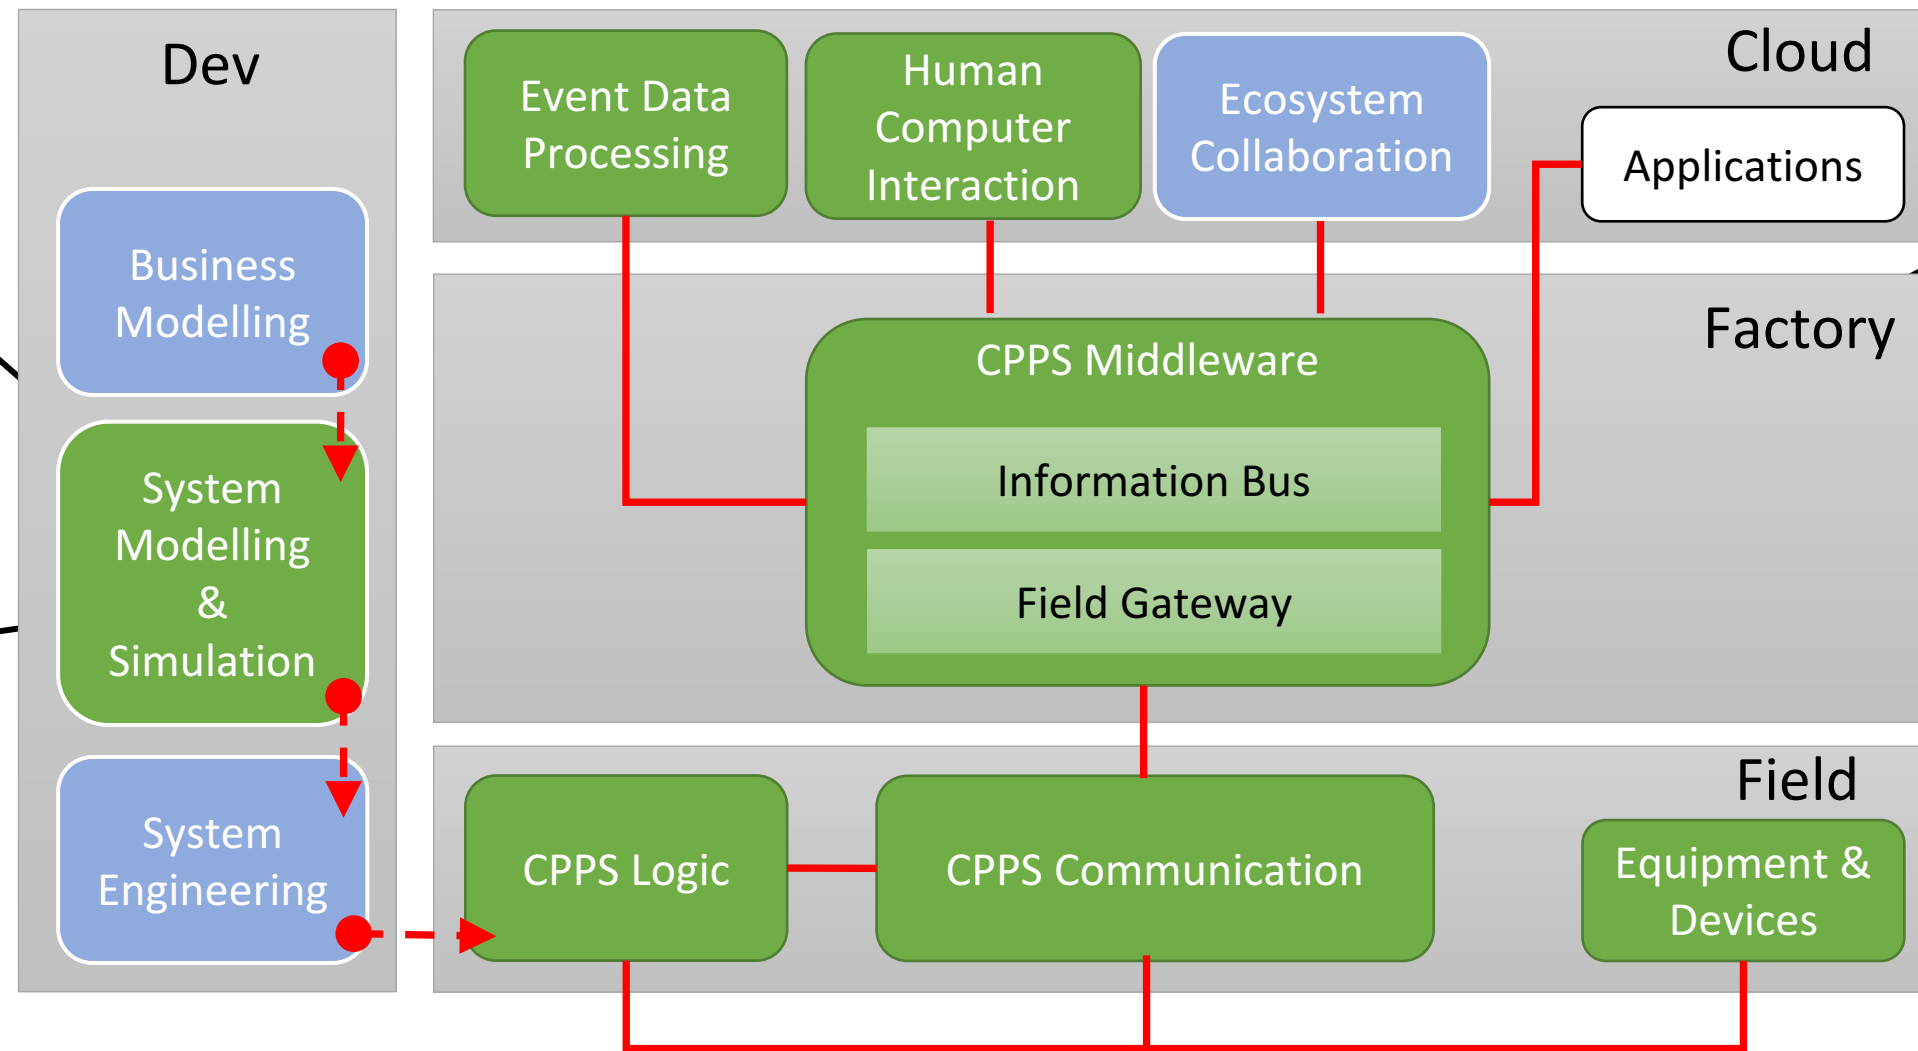 Dev
Business
Modelling
System
Modelling
&
Simulation
System
Engineering
Cloud
Event Data
Processing
Human
Computer
Interaction
Ecosystem
Collaboration
Applications
Factory
CPPS Middleware
Information Bus
Field Gateway
Field
CPPS Logic
CPPS Communication
Equipment &
Devices